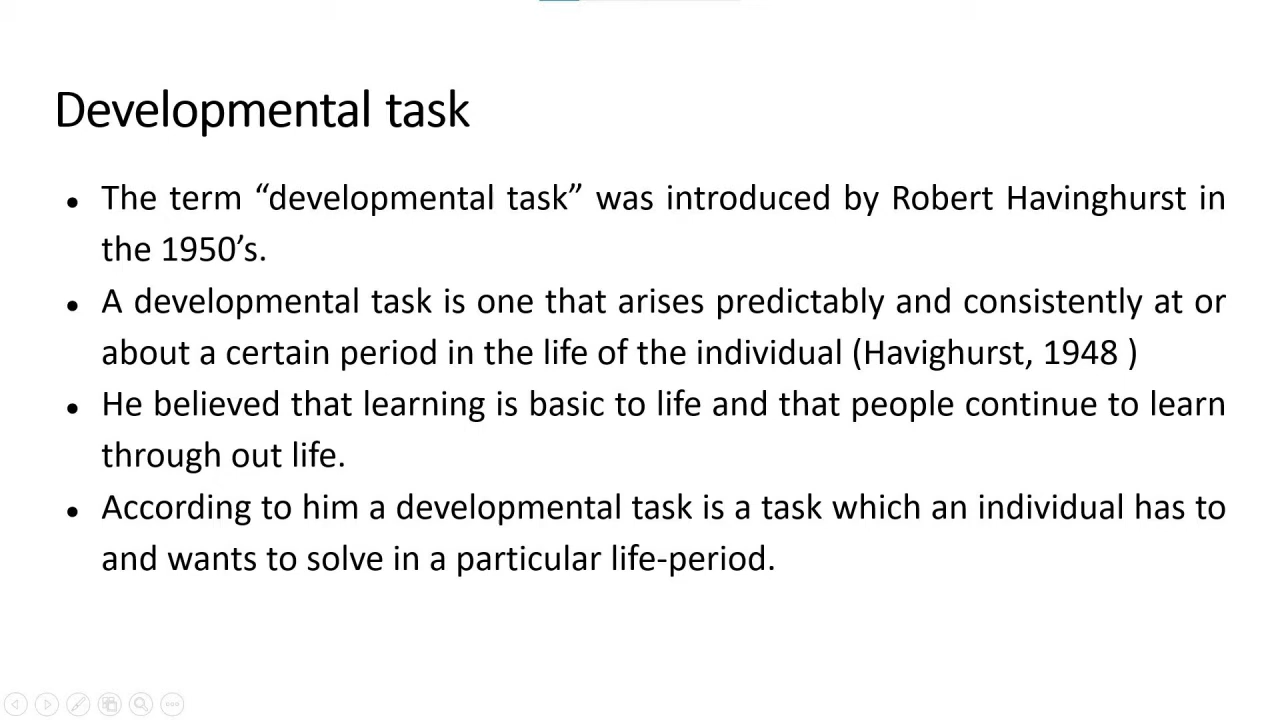 Developmental task
● The term “developmental task” was introduced by Robert Havinghurst in
the 1950’s.
● A developmental task is one that arises predictably and consistently at or
about a certain period in the life of the individual (Havighurst, 1948 )
● He believed that learning is basic to life and that people continue to learn
through out life.
● According to him a developmental task is a task which an individual has to
and wants to solve in a particular life-period.